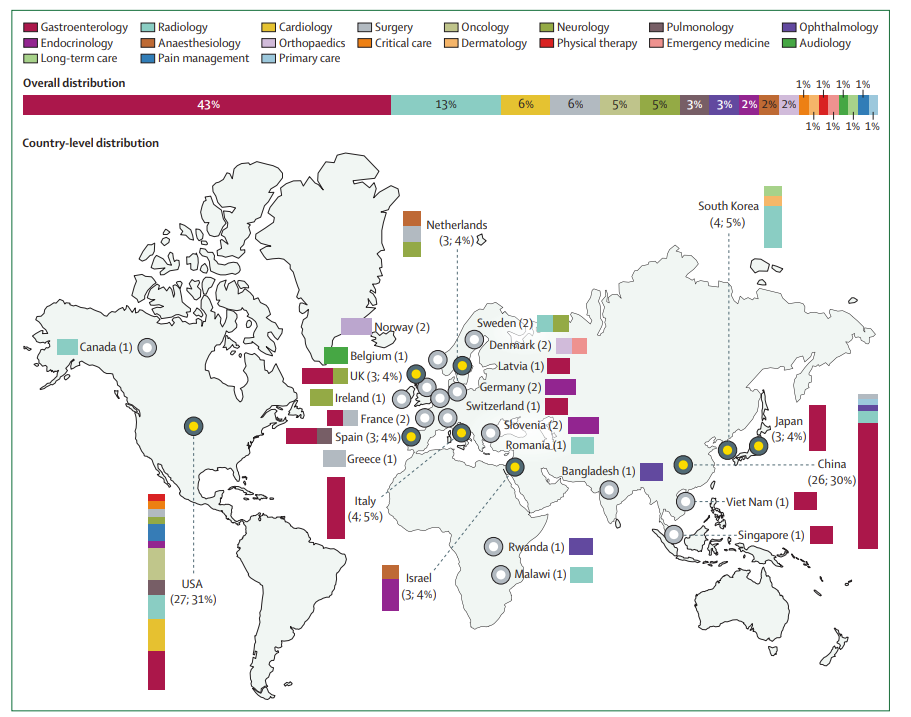 Gastroenterology Radiology Cardiology Surgery Oncology Neurology Pulmonology Ophthalmology
Endocrinology Anaesthesiology Orthopaedics Critical care Dermatology Physical therapy Emergency medicine Audiology
Long-term care Pain management Primary care
Overall distribution
1% 1% 1% 1%
43% 13% 6% 6% 5% 5% 3% 3% 2% 2% 2%
1% 1% 1% 1%
Country-level distribution
South Korea
(4; 5%)
Netherlands
(3; 4%)
Norway (2)
Sweden (2)
Canada (1)
Denmark (2)
Belgium (1)
Latvia (1)
UK (3; 4%)
Germany (2)
Ireland (1)
Switzerland (1)
France (2)
Slovenia (2)
Japan
(3; 4%)
Spain (3; 4%)
Romania (1)
Greece (1)
Bangladesh (1)
China
(26; 30%)
Italy
(4; 5%)
Viet Nam (1)
Singapore (1)
Rwanda (1)
Malawi (1)
Israel
(3; 4%)
USA
(27; 31%)